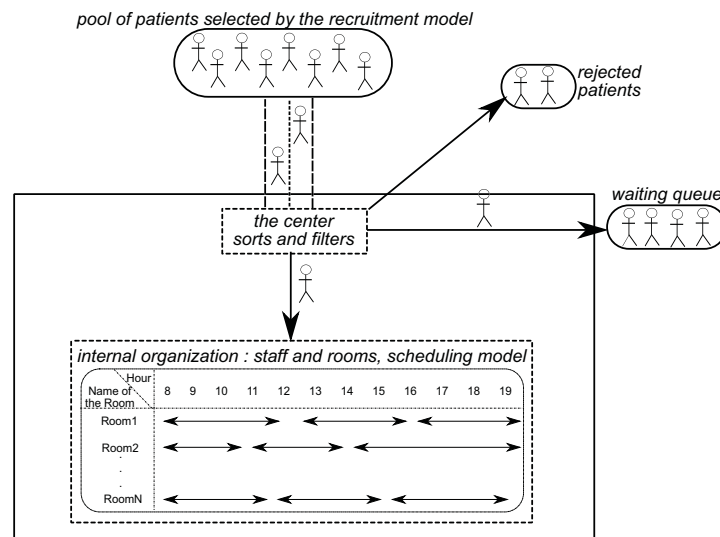 pool of patients selected by the recruitment model
rejected
patients
waiting queue
the center
sorts and filters
internal organization : staff and rooms, scheduling model
Hour
Name of
the Room
8 9 10 11 12 13 14 15 16 17 18 19
Room1
Room2
.
.
.
RoomN